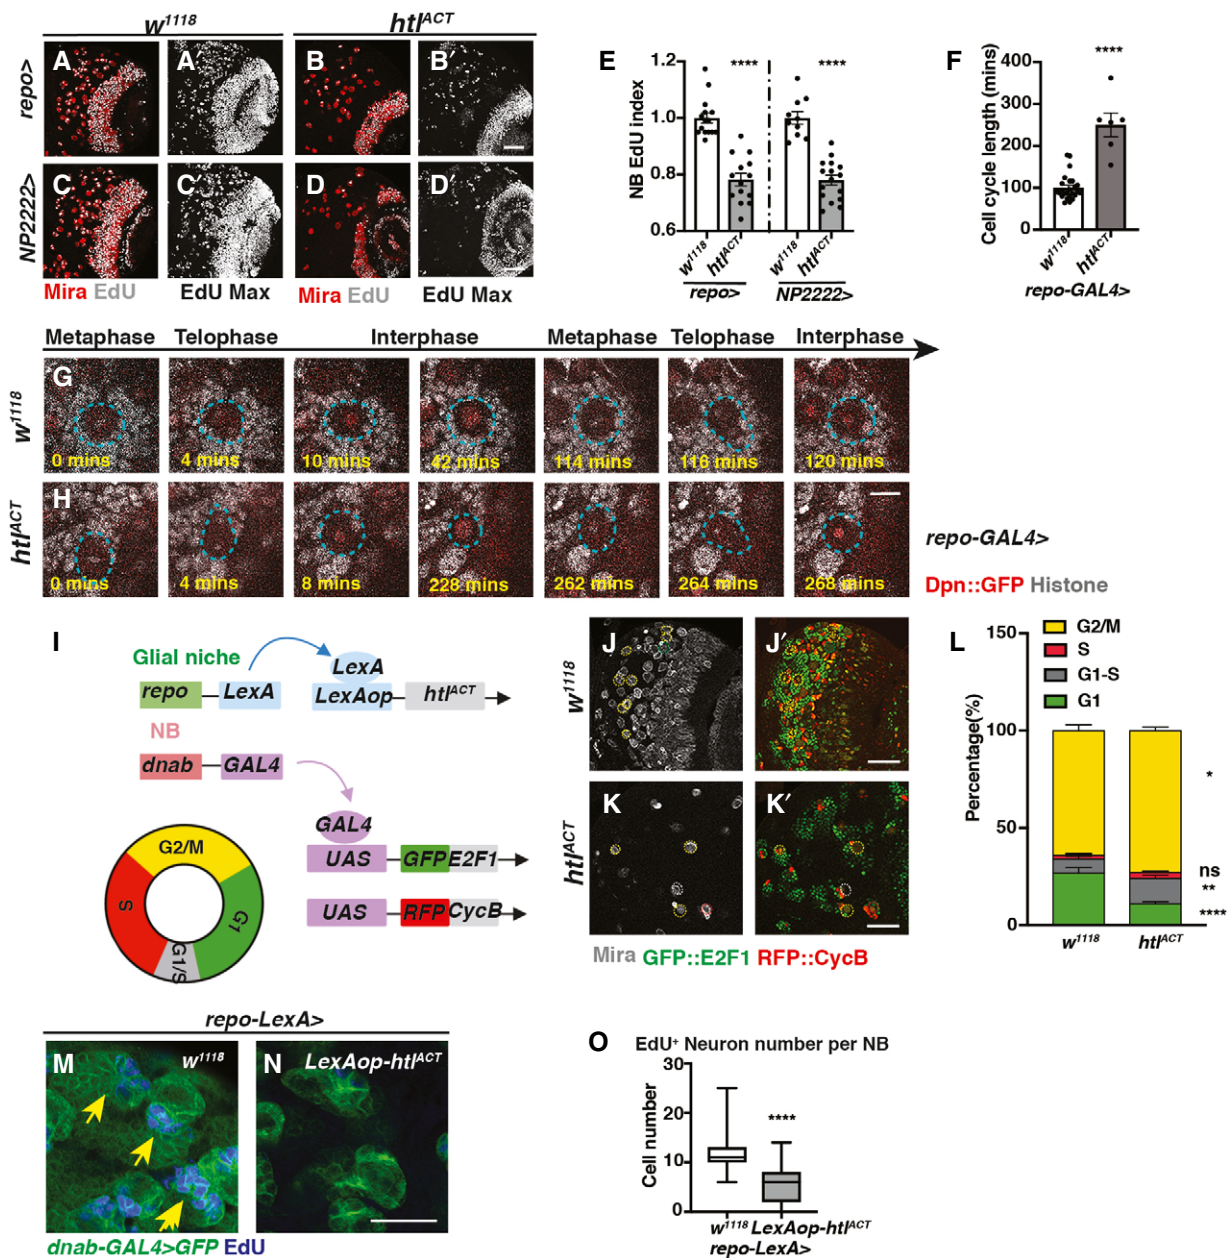 w1118
htlACT
repo>
NP2222>
A
A′
B
B′
C
C′
D
D′
Mira EdU
EdU Max
Mira EdU
EdU Max
E
NB EdU index
1.2
1.0
0.8
0.6
****
****
w1118
htlACT
w1118
htlACT
repo>
NP2222>
F
Cell cycle length (mins)
400
300
200
100
0
****
w1118
htlACT
repo-GAL4>
Metaphase
Telophase
Interphase
Metaphase
Telophase
Interphase
G
w1118
0 mins
4 mins
10 mins
42 mins
114 mins
116 mins
120 mins
H
htlACT
0 mins
4 mins
8 mins
228 mins
262 mins
264 mins
268 mins
repo-GAL4>
Dpn::GFP Histone
I
Glial niche
repo
LexA
LexA
LexAop
htlACT
NB
dnab
GAL4
GAL4
UAS
GFP
E2F1
UAS
RFP
CycB
G2/M
G1
G1/S
S
J
J′
w1118
K
K′
htlACT
Mira GFP::E2F1 RFP::CycB
L
G2/M
S
G1-S
G1
Percentage(%)
150
100
50
0
*
ns
**
****
w1118
htlACT
repo-LexA>
M
w1118
N
LexAop-htlACT
dnab-GAL4>GFP EdU
O
EdU+ Neuron number per NB
Cell number
30
20
10
0
****
w1118 LexAop-htlACT
repo-LexA>